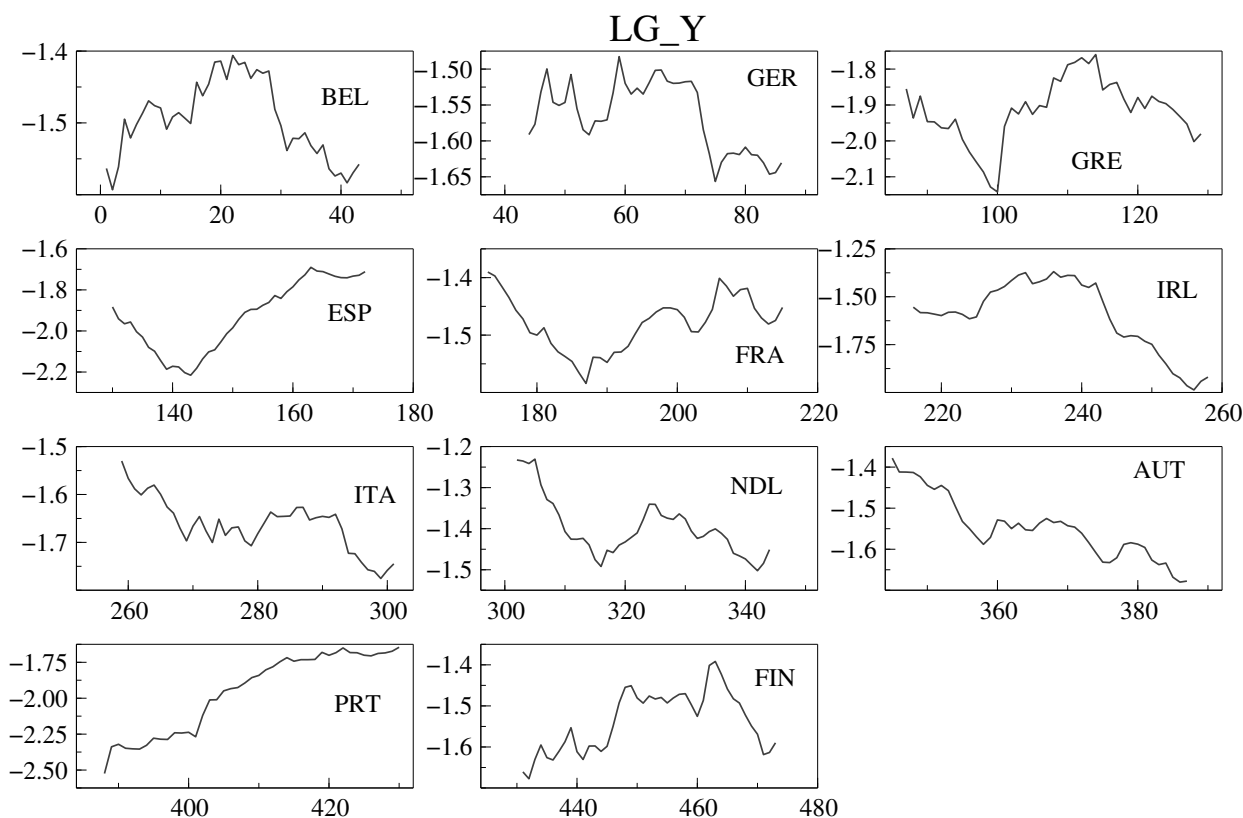 LG_Y
−1.4
−1.5
BEL
0 20 40
−1.50
−1.55
−1.60
−1.65
GER
40 60 80
−1.8
−1.9
−2.0
−2.1
GRE
100 120
−1.6
−1.8
−2.0
−2.2
ESP
140 160 180
−1.4
−1.5
FRA
180 200 220
−1.25
−1.50
−1.75
IRL
220 240 260
−1.5
−1.6
−1.7
ITA
260 280 300
−1.2
−1.3
−1.4
−1.5
NDL
300 320 340
−1.4
−1.5
−1.6
AUT
360 380
−1.75
−2.00
−2.25
−2.50
PRT
400 420
−1.4
−1.5
−1.6
FIN
440 460 480